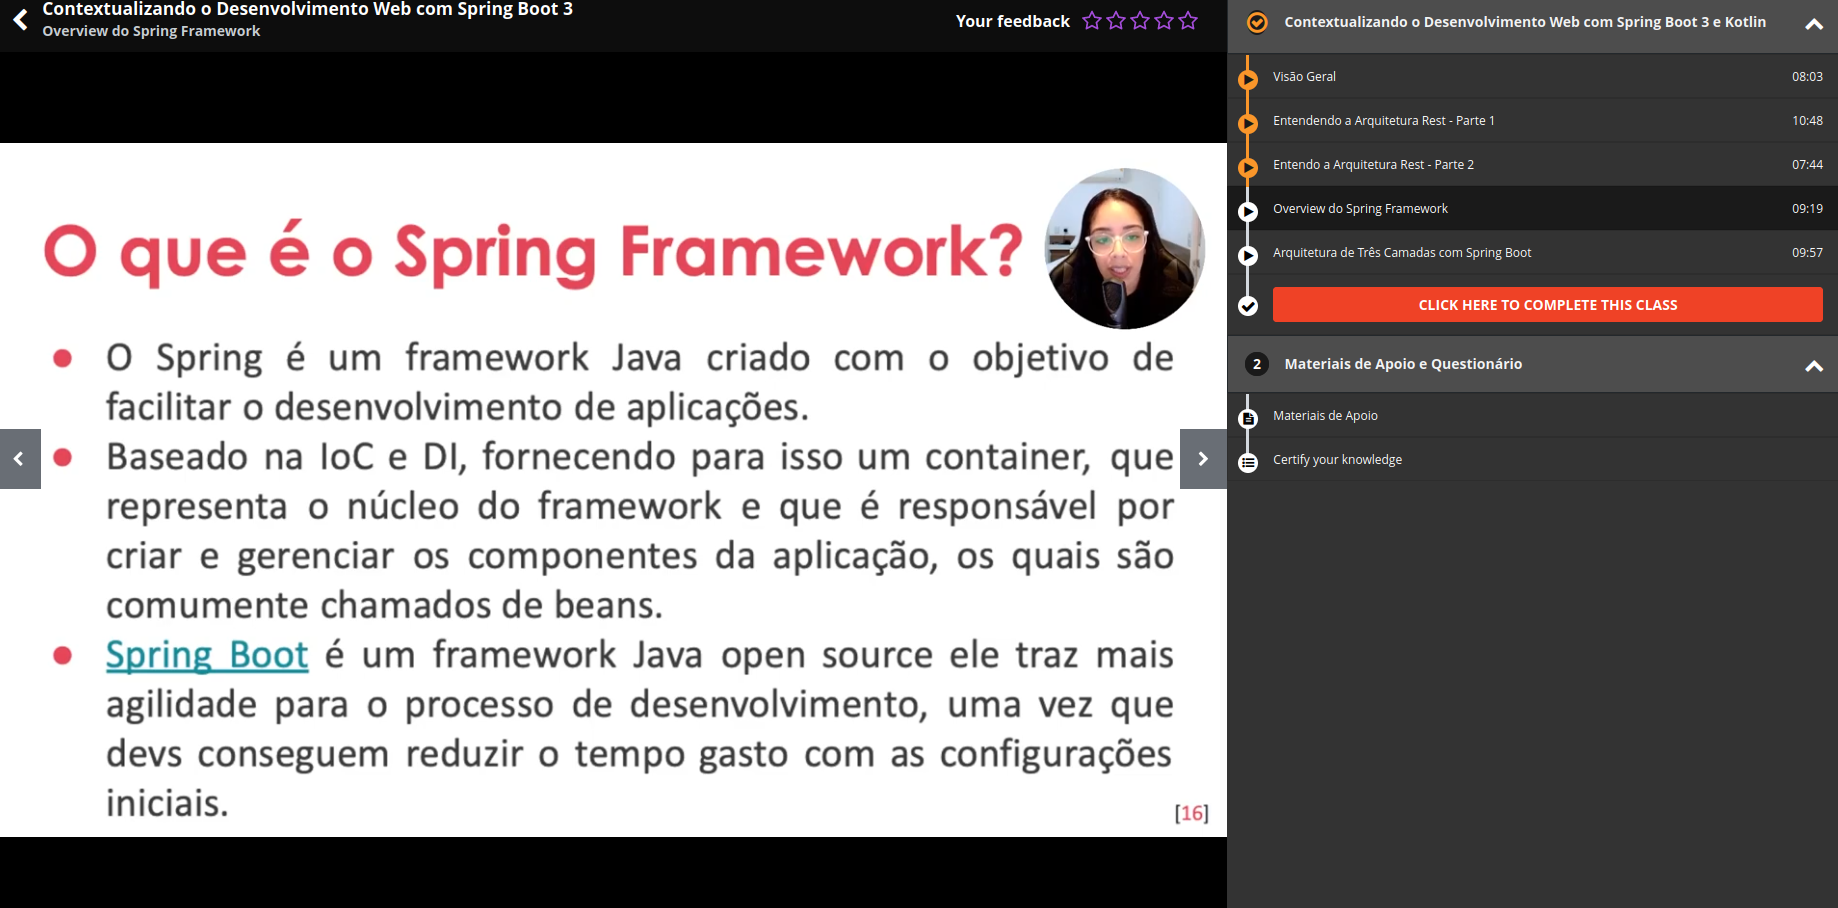 Contextualizando o Desenvolvimento Web com Spring Boot 3
Overview do Spring Framework
Your feedback
O que é o Spring Framework?
O Spring é um framework Java criado com o objetivo de
facilitar o desenvolvimento de aplicações.
Baseado na IoC e DI, fornecendo para isso um container, que
representa o núcleo do framework e que é responsável por
criar e gerenciar os componentes da aplicação, os quais são
comumente chamados de beans.
Spring Boot é um framework Java open source ele traz mais
agilidade para o processo de desenvolvimento, uma vez que
devs conseguem reduzir o tempo gasto com as configurações
iniciais.
[16]
Contextualizando o Desenvolvimento Web com Spring Boot 3 e Kotlin
Visão Geral 08:03
Entendendo a Arquitetura Rest - Parte 1 10:48
Entendo a Arquitetura Rest - Parte 2 07:44
Overview do Spring Framework 09:19
Arquitetura de Três Camadas com Spring Boot 09:57
CLICK HERE TO COMPLETE THIS CLASS
2 Materiais de Apoio e Questionário
Materiais de Apoio
Certify your knowledge